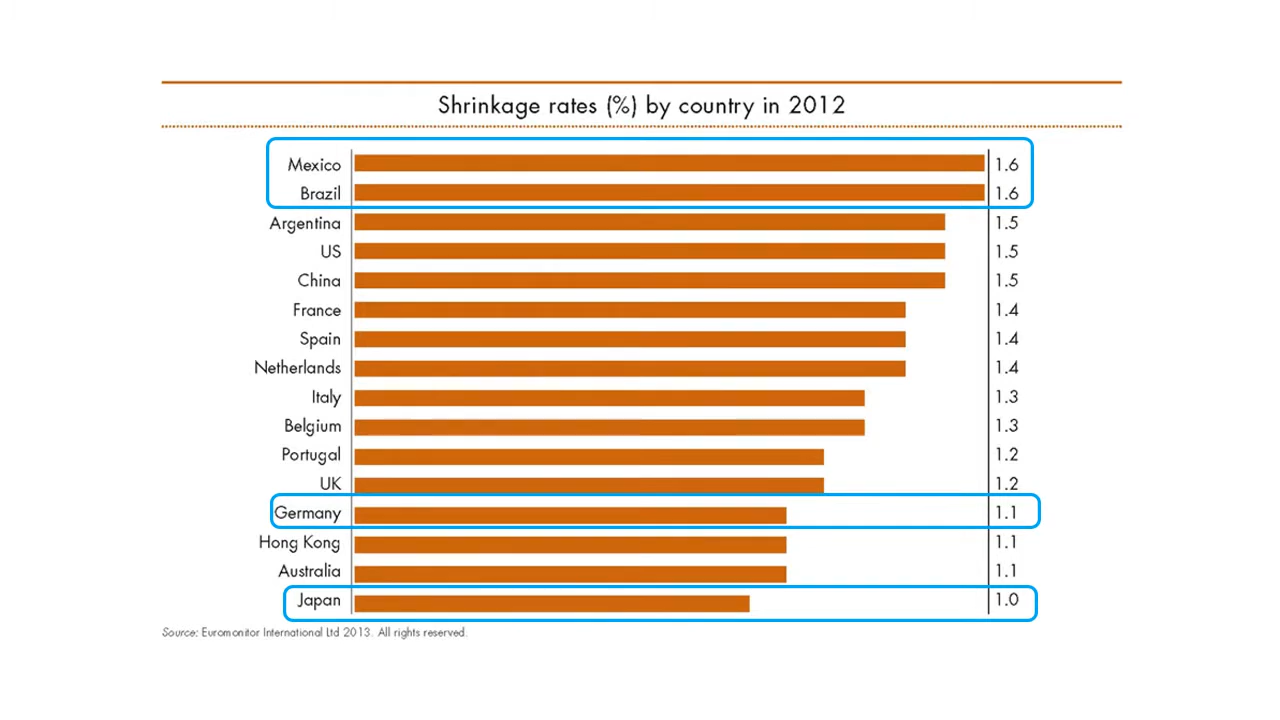 Shrinkage rates (%) by country in 2012
Mexico 1.6
Brazil 1.6
Argentina 1.5
US 1.5
China 1.5
France 1.4
Spain 1.4
Netherlands 1.4
Italy 1.3
Belgium 1.3
Portugal 1.2
UK 1.2
Germany 1.1
Hong Kong 1.1
Australia 1.1
Japan 1.0
Source: Euromonitor International Ltd 2013. All rights reserved.